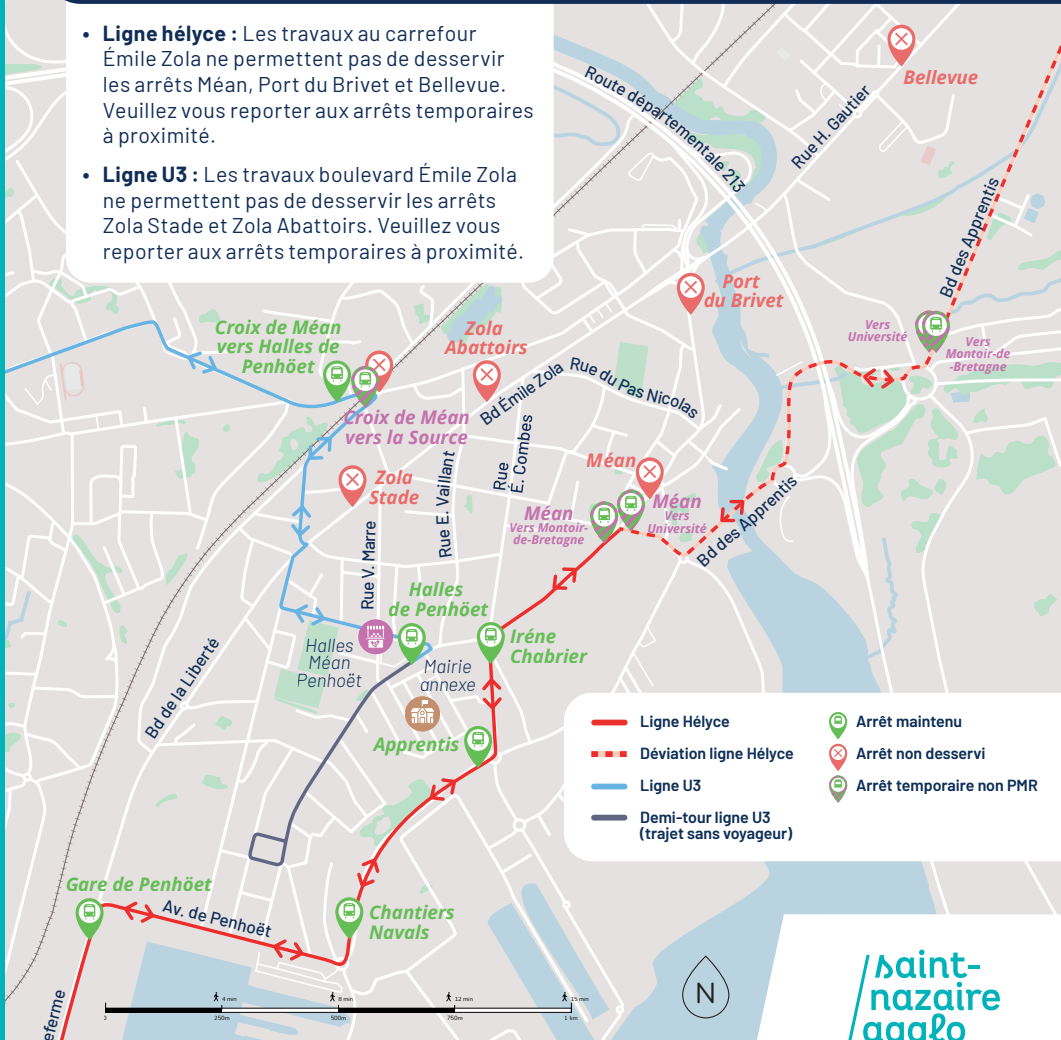 • Ligne hélyce : Les travaux au carrefour
Émile Zola ne permettent pas de desservir
les arrêts Méan, Port du Brivet et Bellevue.
Veuillez vous reporter aux arrêts temporaires
à proximité.
• Ligne U3 : Les travaux boulevard Émile Zola
ne permettent pas de desservir les arrêts
Zola Stade et Zola Abattoirs. Veuillez vous
reporter aux arrêts temporaires à proximité.
Bellevue
Route départementale 213
Rue H. Gautier
Bd des Apprentis
Port
du Brivet
Vers
Université
Vers
Montoir-de
-Bretagne
Croix de Méan
vers Halles de
Penhöet
Zola
Abattoirs
Bd Émile Zola
Rue du Pas Nicolas
Croix de Méan
vers la Source
Rue E. Vaillant
Rue
É. Combes
Méan
Zola
Stade
Méan
Vers Montoir-
de-Bretagne
Méan
Vers
Université
Bd des Apprentis
Rue V. Marre
Halles
de Penhöet
Iréne
Chabrier
Halles
Méan
Penhoët
Mairie
annexe
Bd de la Liberté
Apprentis
Ligne Hélyce
Déviation ligne Hélyce
Ligne U3
Demi-tour ligne U3
(trajet sans voyageur)
Arrêt maintenu
Arrêt non desservi
Arrêt temporaire non PMR
Gare de Penhöet
Av. de Penhoët
Chantiers
Navals
eferme
4 min
8 min
12 min
15 min
0
250m
500m
750m
1 km
N
saint-
nazaire
agglo